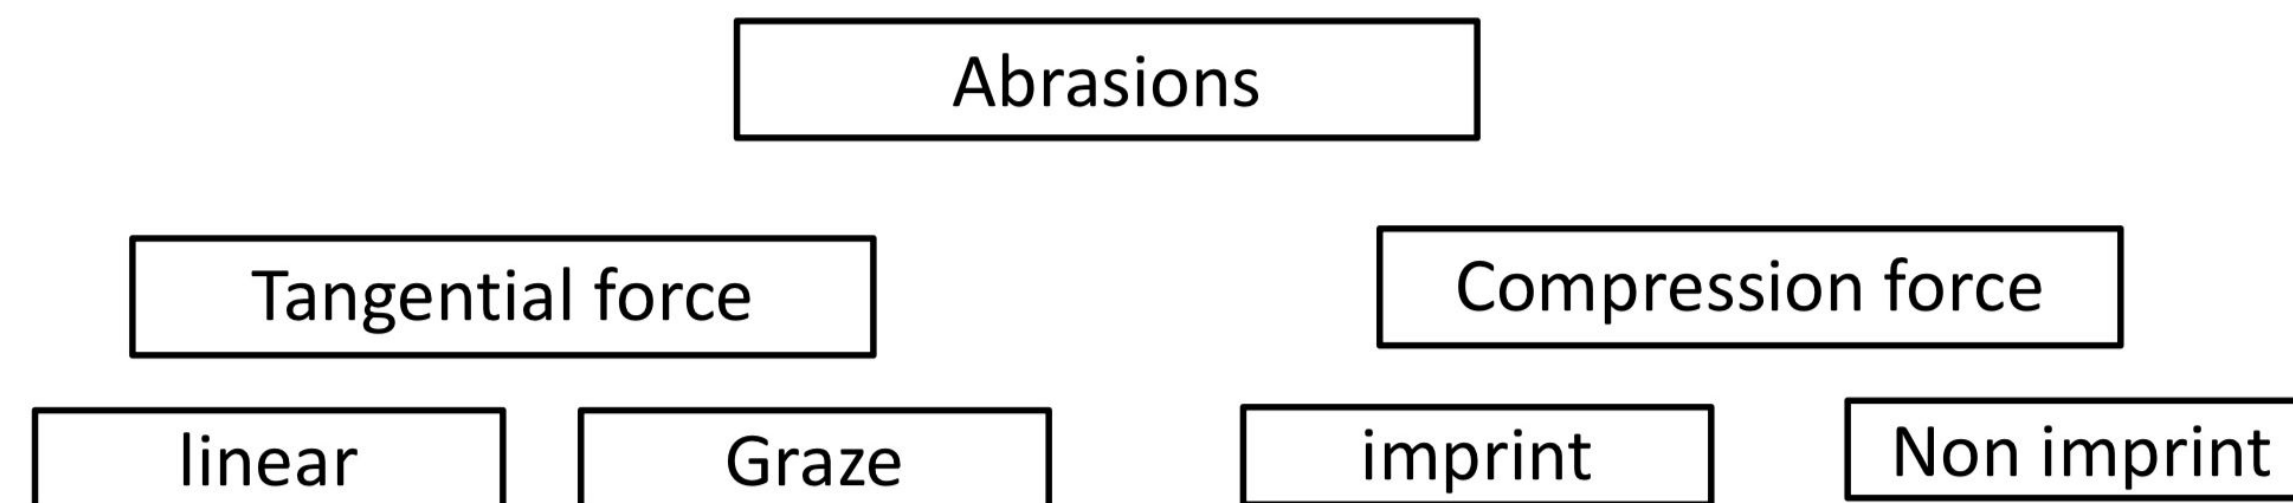 Abrasions
Tangential force
Compression force
linear
Graze
imprint
Non imprint